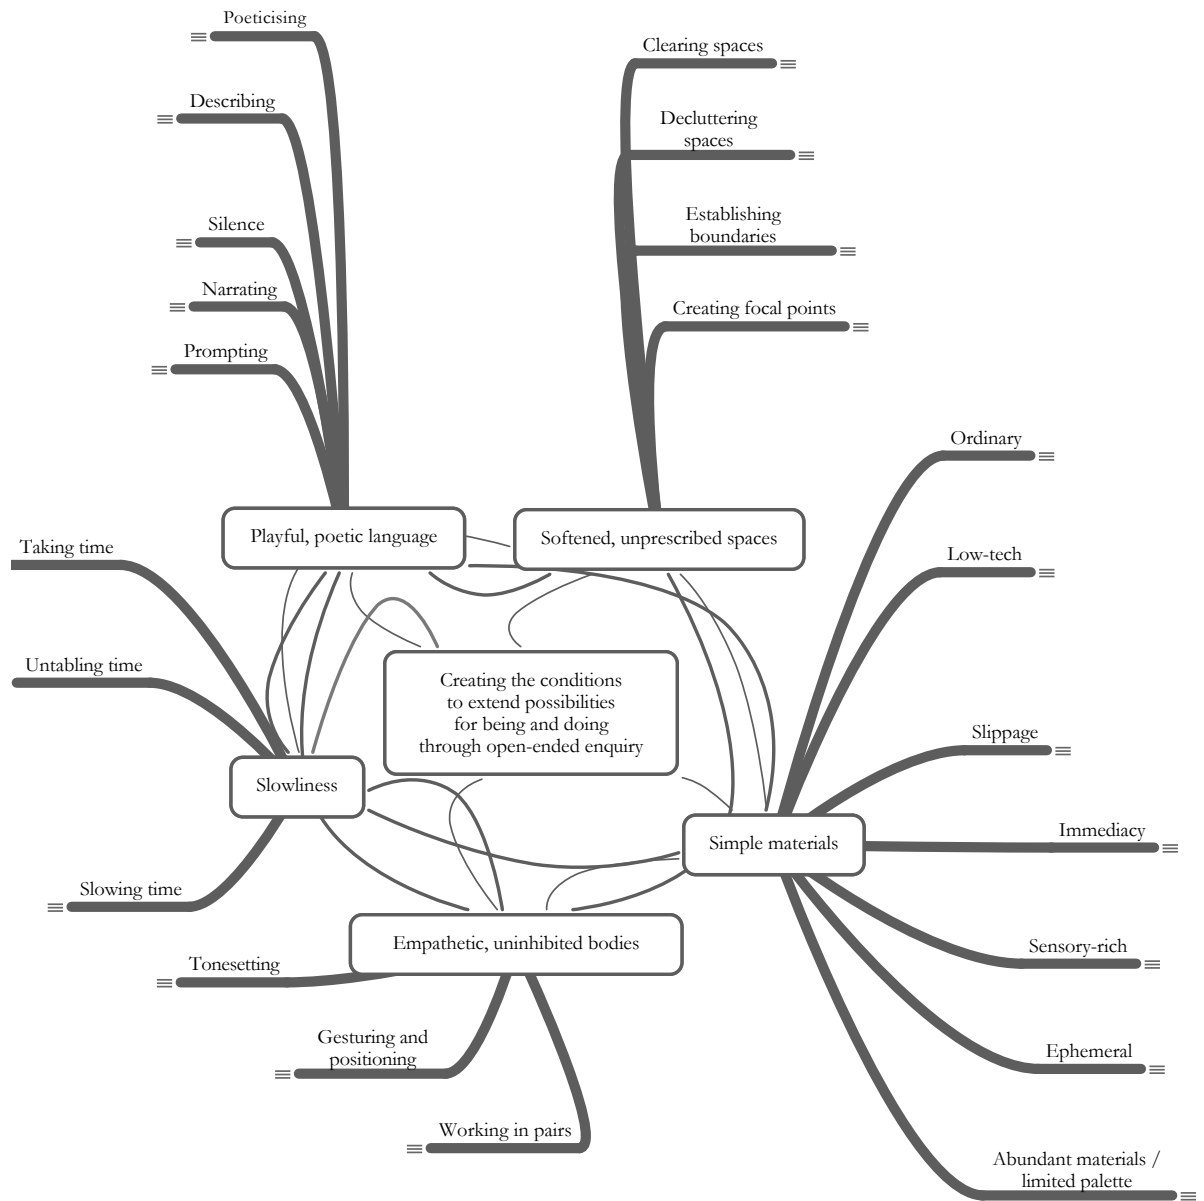 Poeticising
Describing
Silence
Narrating
Prompting
Clearing spaces
Decluttering
spaces
Establishing
boundaries
Creating focal points
Playful, poetic language
Softened, unprescribed spaces
Taking time
Untabling time
Slowliness
Slowing time
Creating the conditions
to extend possibilities
for being and doing
through open-ended enquiry
Simple materials
Ordinary
Low-tech
Slippage
Immediacy
Sensory-rich
Ephemeral
Abundant materials /
limited palette
Empathetic, uninhibited bodies
Tonesetting
Gesturing and
positioning
Working in pairs